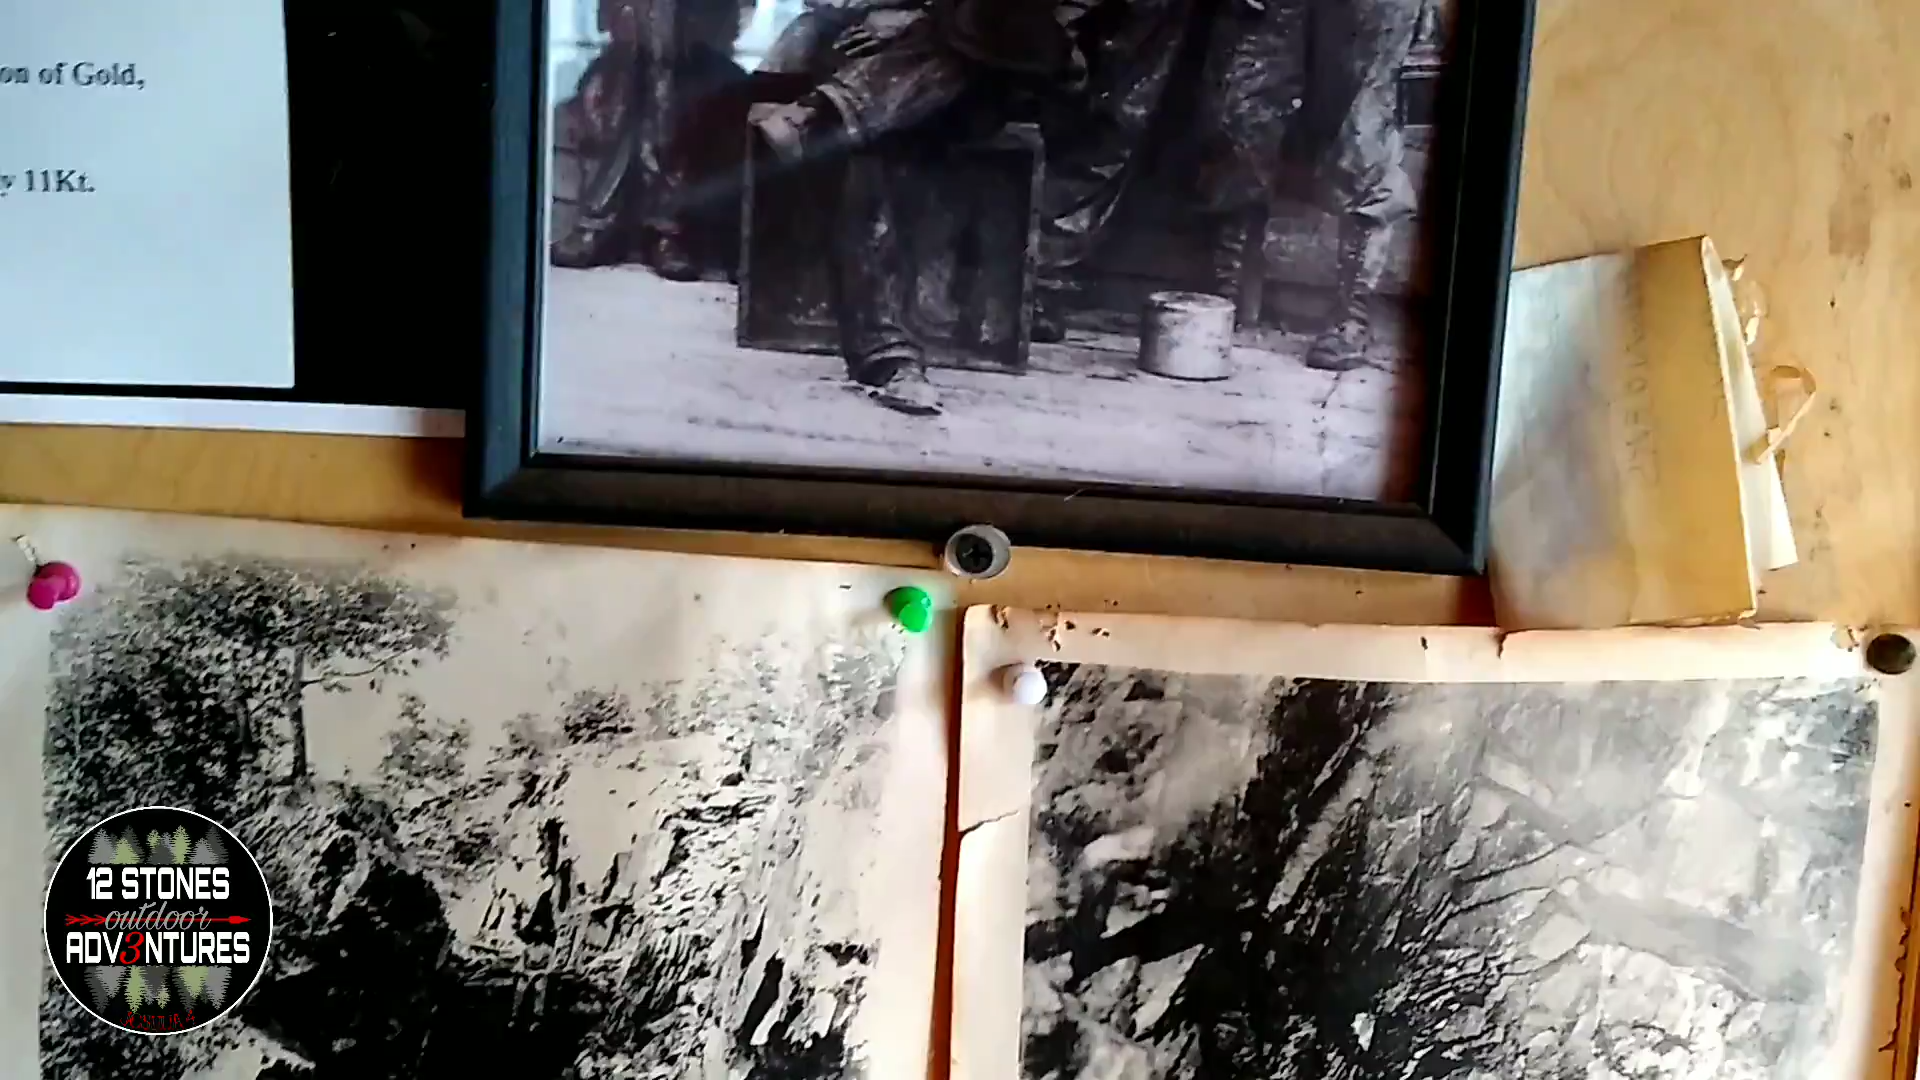 on of Gold,
y 11Kt.
12 STONES
outdoor
ADV3NTURES